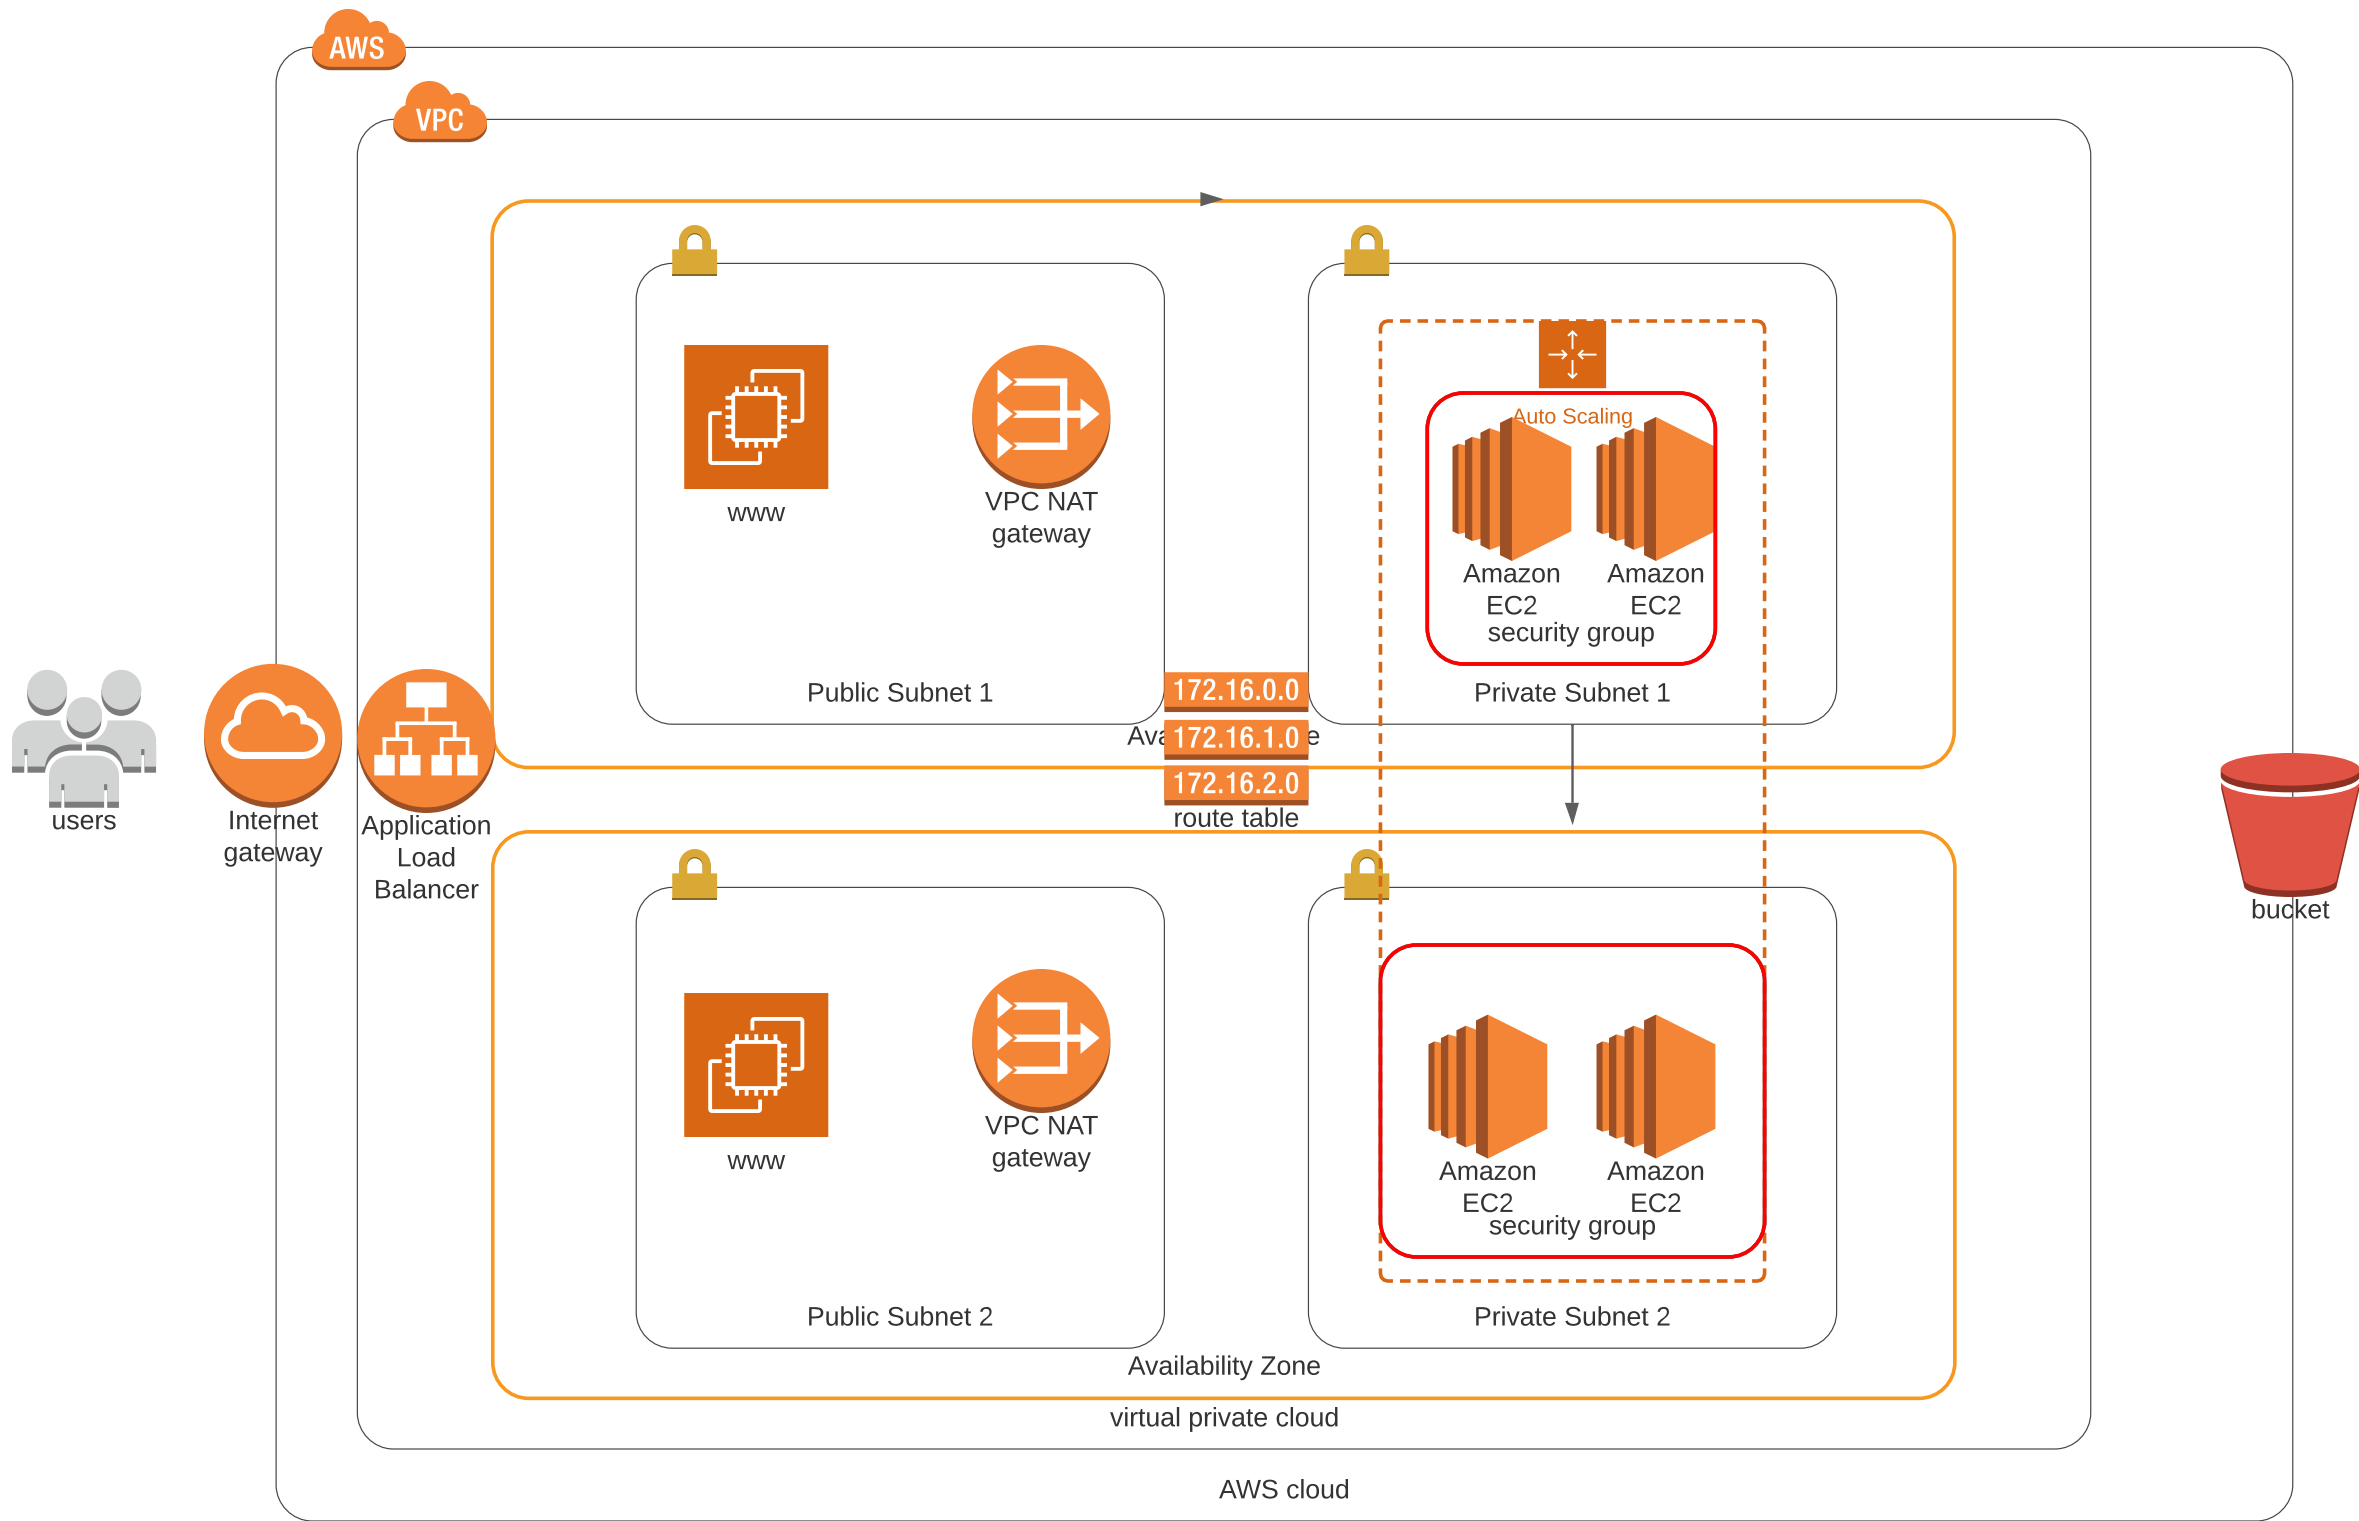 AWS
VPC
www
VPC NAT
gateway
Auto Scaling
Amazon
EC2
Amazon
EC2
security group
Public Subnet 1
Private Subnet 1
172.16.0.0
172.16.1.0
172.16.2.0
route table
users
Internet
gateway
Application
Load
Balancer
bucket
www
VPC NAT
gateway
Amazon
EC2
Amazon
EC2
security group
Public Subnet 2
Private Subnet 2
Availability Zone
virtual private cloud
AWS cloud